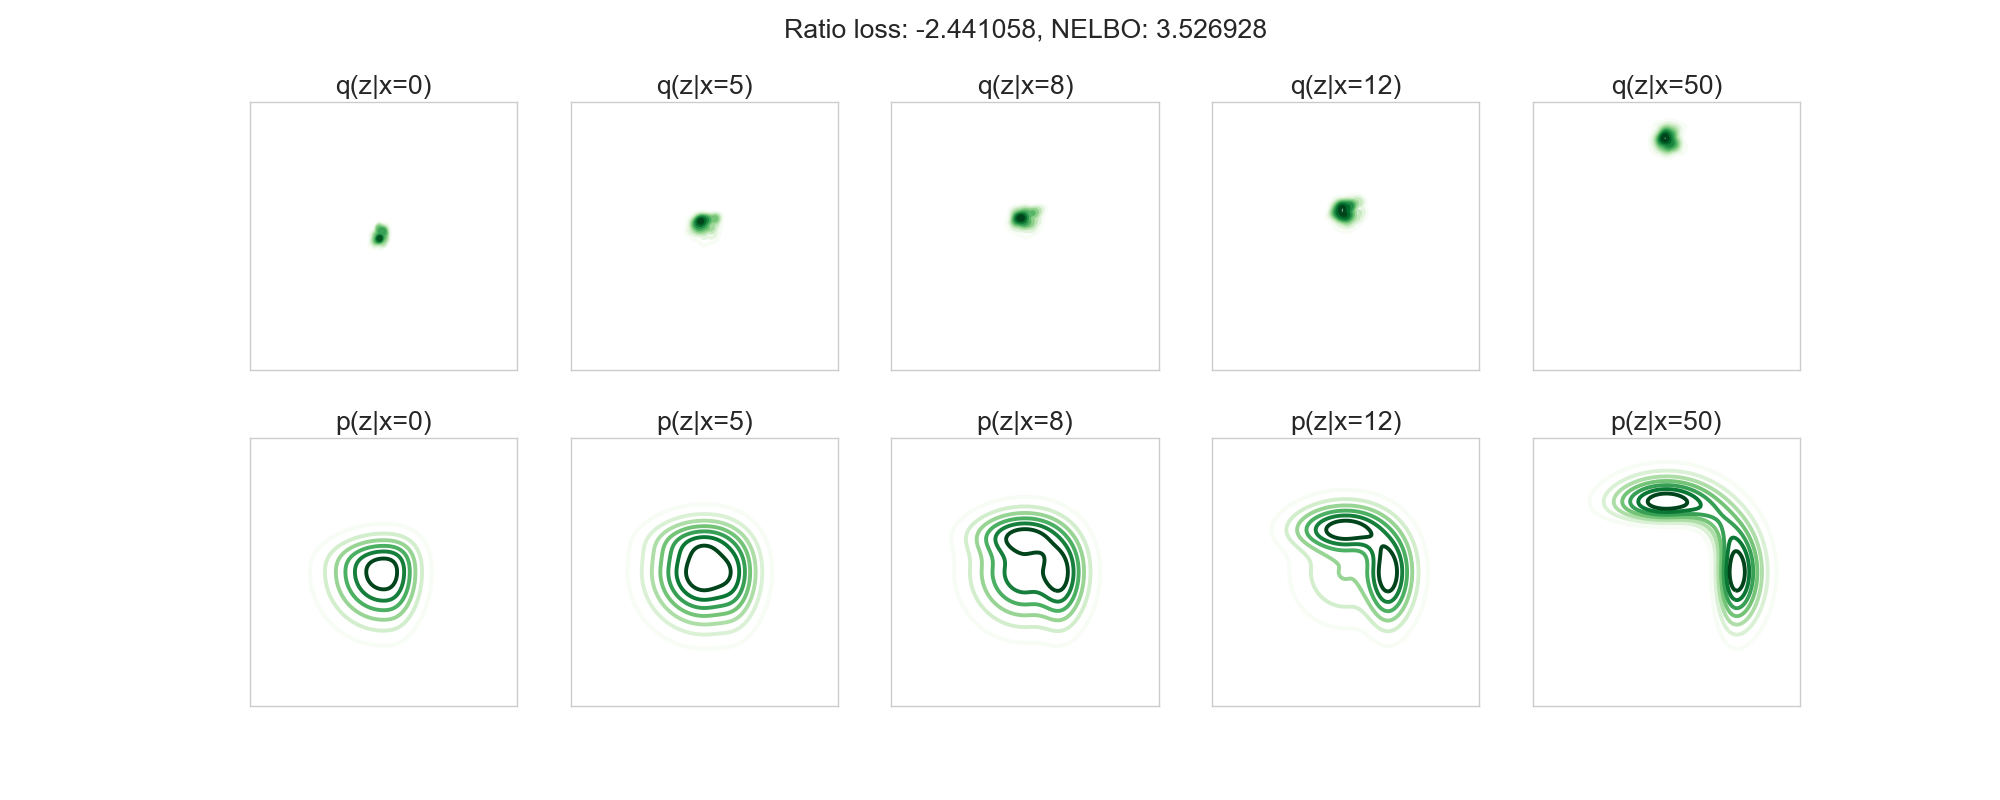 Ratio loss: -2.441058, NELBO: 3.526928
q(z|x=0) q(z|x=5) q(z|x=8) q(z|x=12) q(z|x=50)
p(z|x=0) p(z|x=5) p(z|x=8) p(z|x=12) p(z|x=50)